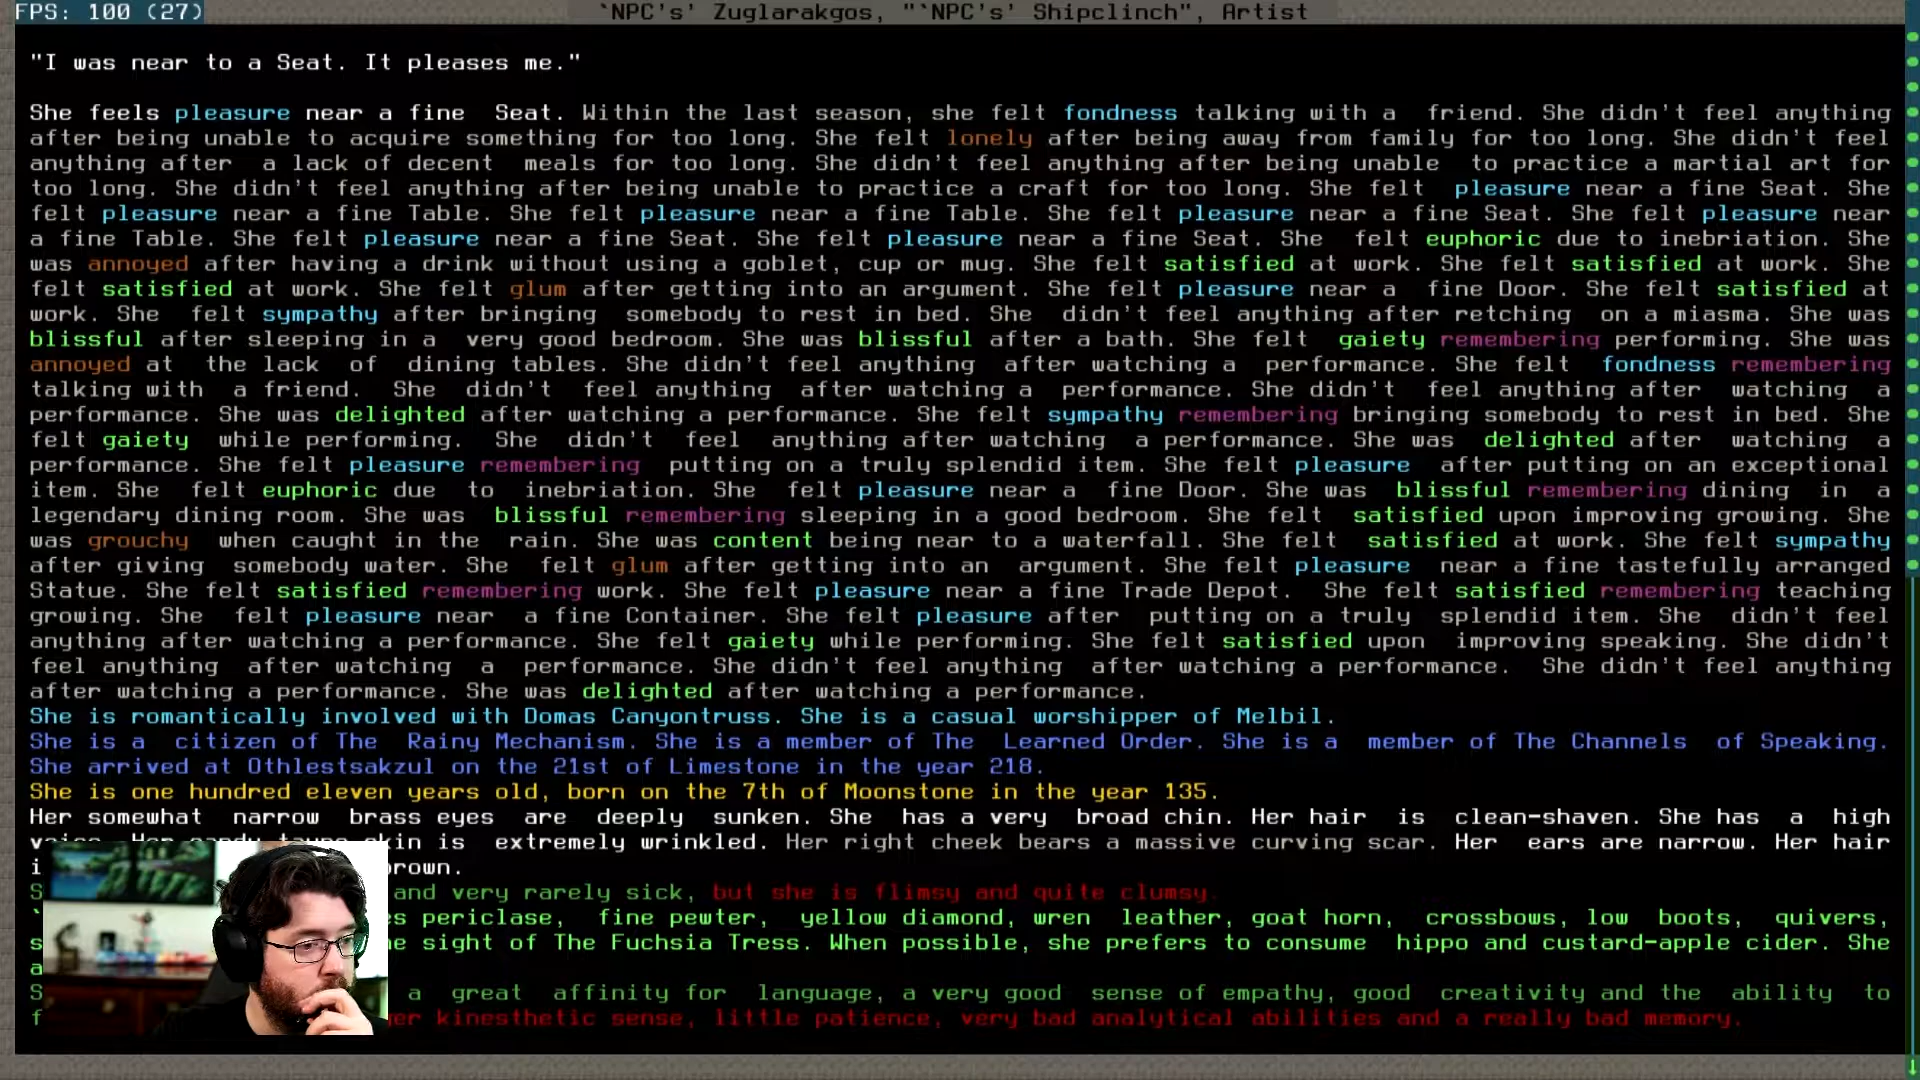 FPS: 100 (27)
`NPC's' Zuglarakgos, "`NPC's' Shipclinch", Artist
"I was near to a Seat. It pleases me."
She feels pleasure near a fine Seat. Within the last season, she felt fondness talking with a friend. She didn't feel anything
after being unable to acquire something for too long. She felt lonely after being away from family for too long. She didn't feel
anything after a lack of decent meals for too long. She didn't feel anything after being unable to practice a martial art for
too long. She didn't feel anything after being unable to practice a craft for too long. She felt pleasure near a fine Seat. She
felt pleasure near a fine Table. She felt pleasure near a fine Table. She felt pleasure near a fine Seat. She felt pleasure near
a fine Table. She felt pleasure near a fine Seat. She felt pleasure near a fine Seat. She felt euphoric due to inebriation. She
was annoyed after having a drink without using a goblet, cup or mug. She felt satisfied at work. She felt satisfied at work. She
felt satisfied at work. She felt glum after getting into an argument. She felt pleasure near a fine Door. She felt satisfied at
work. She felt sympathy after bringing somebody to rest in bed. She didn't feel anything after retching on a miasma. She was
blissful after sleeping in a very good bedroom. She was blissful after a bath. She felt gaiety remembering performing. She was
annoyed at the lack of dining tables. She didn't feel anything after watching a performance. She felt fondness remembering
talking with a friend. She didn't feel anything after watching a performance. She didn't feel anything after watching a
performance. She was delighted after watching a performance. She felt sympathy remembering bringing somebody to rest in bed. She
felt gaiety while performing. She didn't feel anything after watching a performance. She was delighted after watching a
performance. She felt pleasure remembering putting on a truly splendid item. She felt pleasure after putting on an exceptional
item. She felt euphoric due to inebriation. She felt pleasure near a fine Door. She was blissful remembering dining in a
legendary dining room. She was blissful remembering sleeping in a good bedroom. She felt satisfied upon improving growing. She
was grouchy when caught in the rain. She was content being near to a waterfall. She felt satisfied at work. She felt sympathy
after giving somebody water. She felt glum after getting into an argument. She felt pleasure near a fine tastefully arranged
Statue. She felt satisfied remembering work. She felt pleasure near a fine Trade Depot. She felt satisfied remembering teaching
growing. She felt pleasure near a fine Container. She felt pleasure after putting on a truly splendid item. She didn't feel
anything after watching a performance. She felt gaiety while performing. She felt satisfied upon improving speaking. She didn't
feel anything after watching a performance. She didn't feel anything after watching a performance. She didn't feel anything
after watching a performance. She was delighted after watching a performance.
She is romantically involved with Domas Canyontruss. She is a casual worshipper of Melbil.
She is a citizen of The Rainy Mechanism. She is a member of The Learned Order. She is a member of The Channels of Speaking.
She arrived at Othlestsakzul on the 21st of Limestone in the year 218.
She is one hundred eleven years old, born on the 7th of Moonstone in the year 135.
Her somewhat narrow brass eyes are deeply sunken. She has a very broad chin. Her hair is clean-shaven. She has a high
skin is extremely wrinkled. Her right cheek bears a massive curving scar. Her ears are narrow. Her hair
brown.
and very rarely sick, but she is flimsy and quite clumsy.
periclase, fine pewter, yellow diamond, wren leather, goat horn, crossbows, low boots, quivers,
sight of The Fuchsia Tress. When possible, she prefers to consume hippo and custard-apple cider. She
a great affinity for language, a very good sense of empathy, good creativity and the ability to
kinesthetic sense, little patience, very bad analytical abilities and a really bad memory.